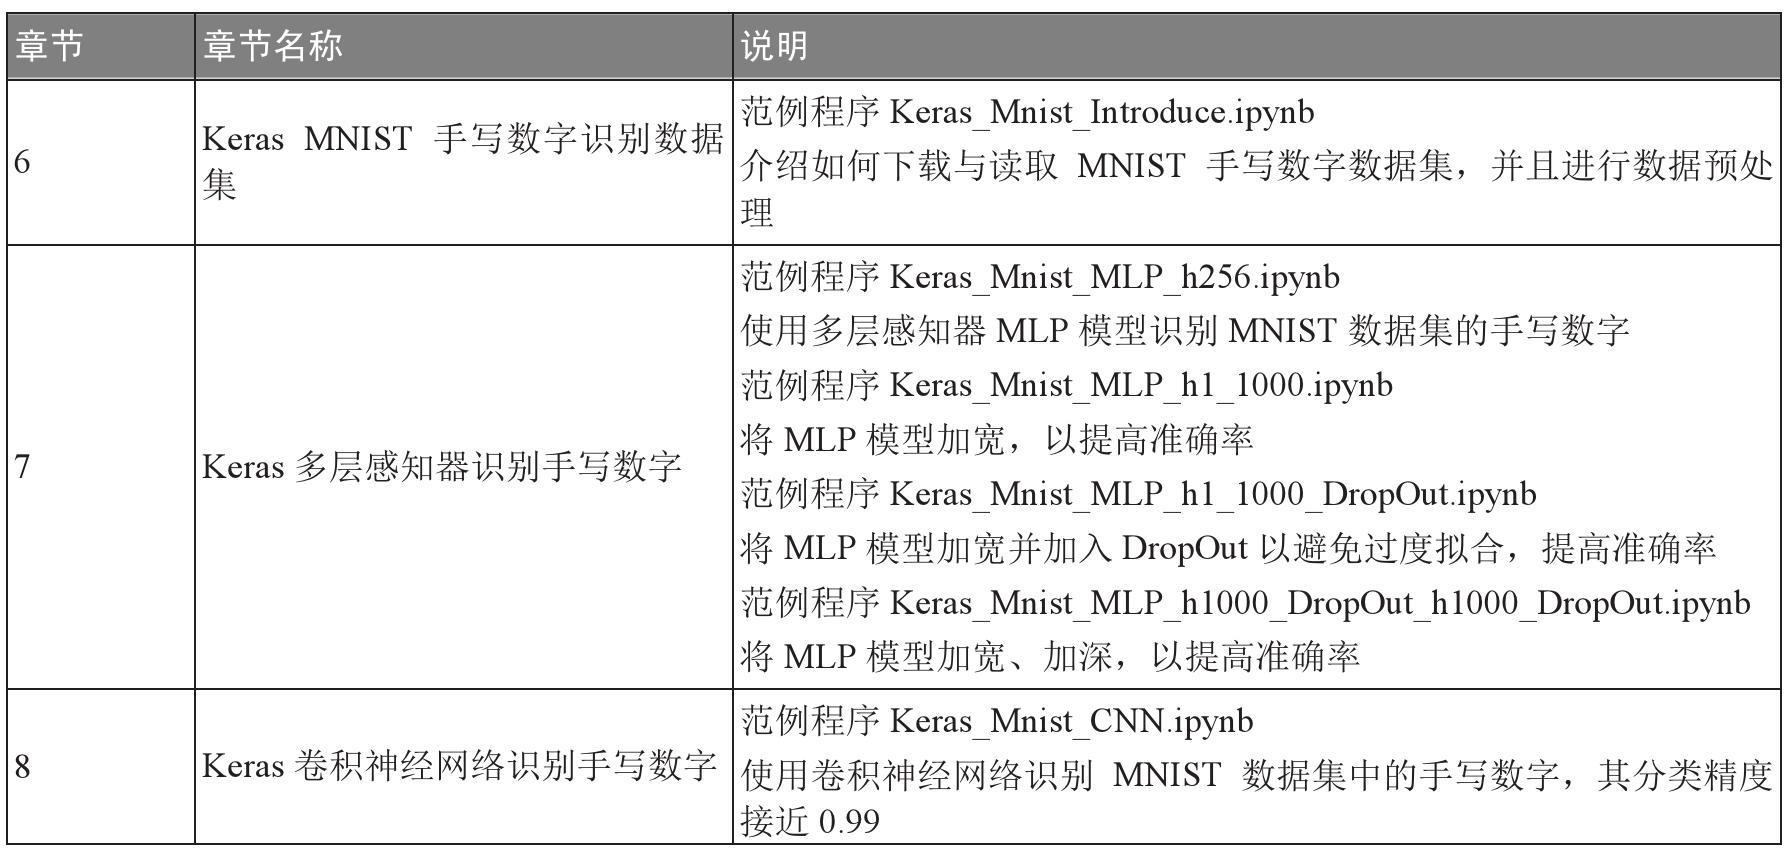 章节
章节名称
说明
6
Keras MNIST 手写数字识别数据
集
范例程序 Keras_Mnist_Introduce.ipynb
介绍如何下载与读取 MNIST 手写数字数据集，并且进行数据预处
理
7
Keras 多层感知器识别手写数字
范例程序 Keras_Mnist_MLP_h256.ipynb
使用多层感知器 MLP 模型识别 MNIST 数据集的手写数字
范例程序 Keras_Mnist_MLP_h1_1000.ipynb
将 MLP 模型加宽，以提高准确率
范例程序 Keras_Mnist_MLP_h1_1000_DropOut.ipynb
将 MLP 模型加宽并加入 DropOut 以避免过度拟合，提高准确率
范例程序 Keras_Mnist_MLP_h1000_DropOut_h1000_DropOut.ipynb
将 MLP 模型加宽、加深，以提高准确率
8
Keras 卷积神经网络识别手写数字
范例程序 Keras_Mnist_CNN.ipynb
使用卷积神经网络识别 MNIST 数据集中的手写数字，其分类精度
接近 0.99